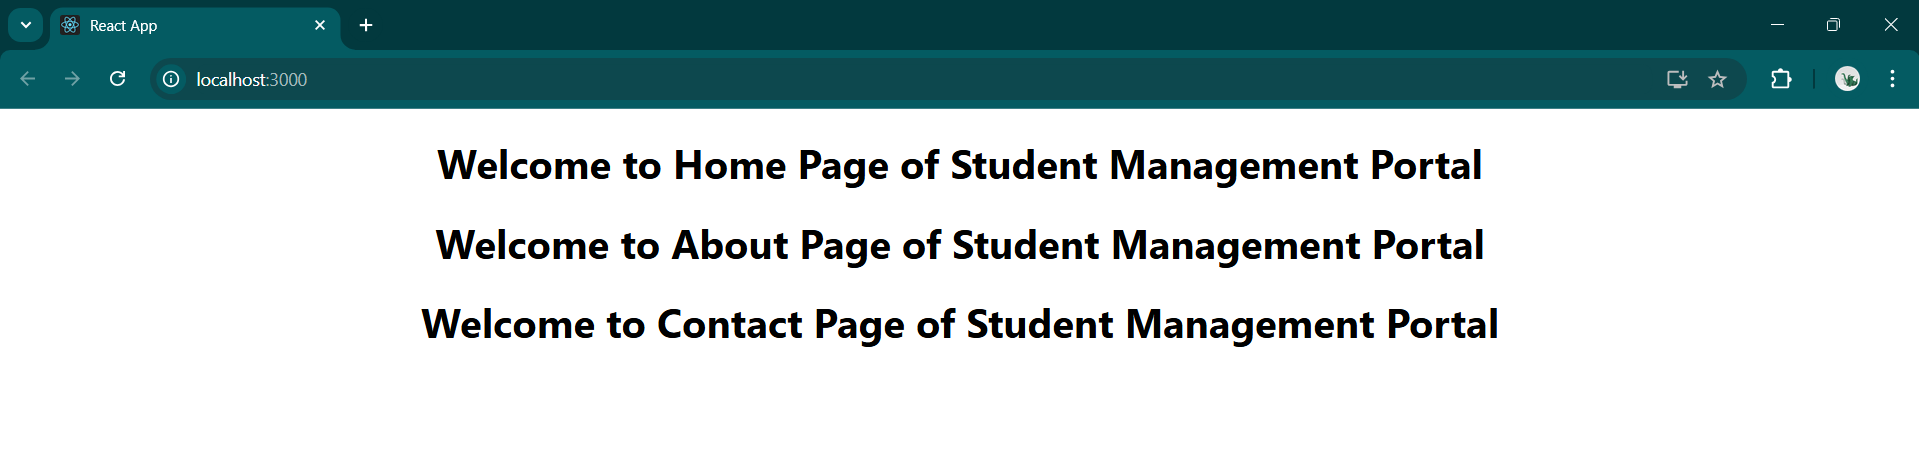 React App
localhost:3000
Welcome to Home Page of Student Management Portal
Welcome to About Page of Student Management Portal
Welcome to Contact Page of Student Management Portal